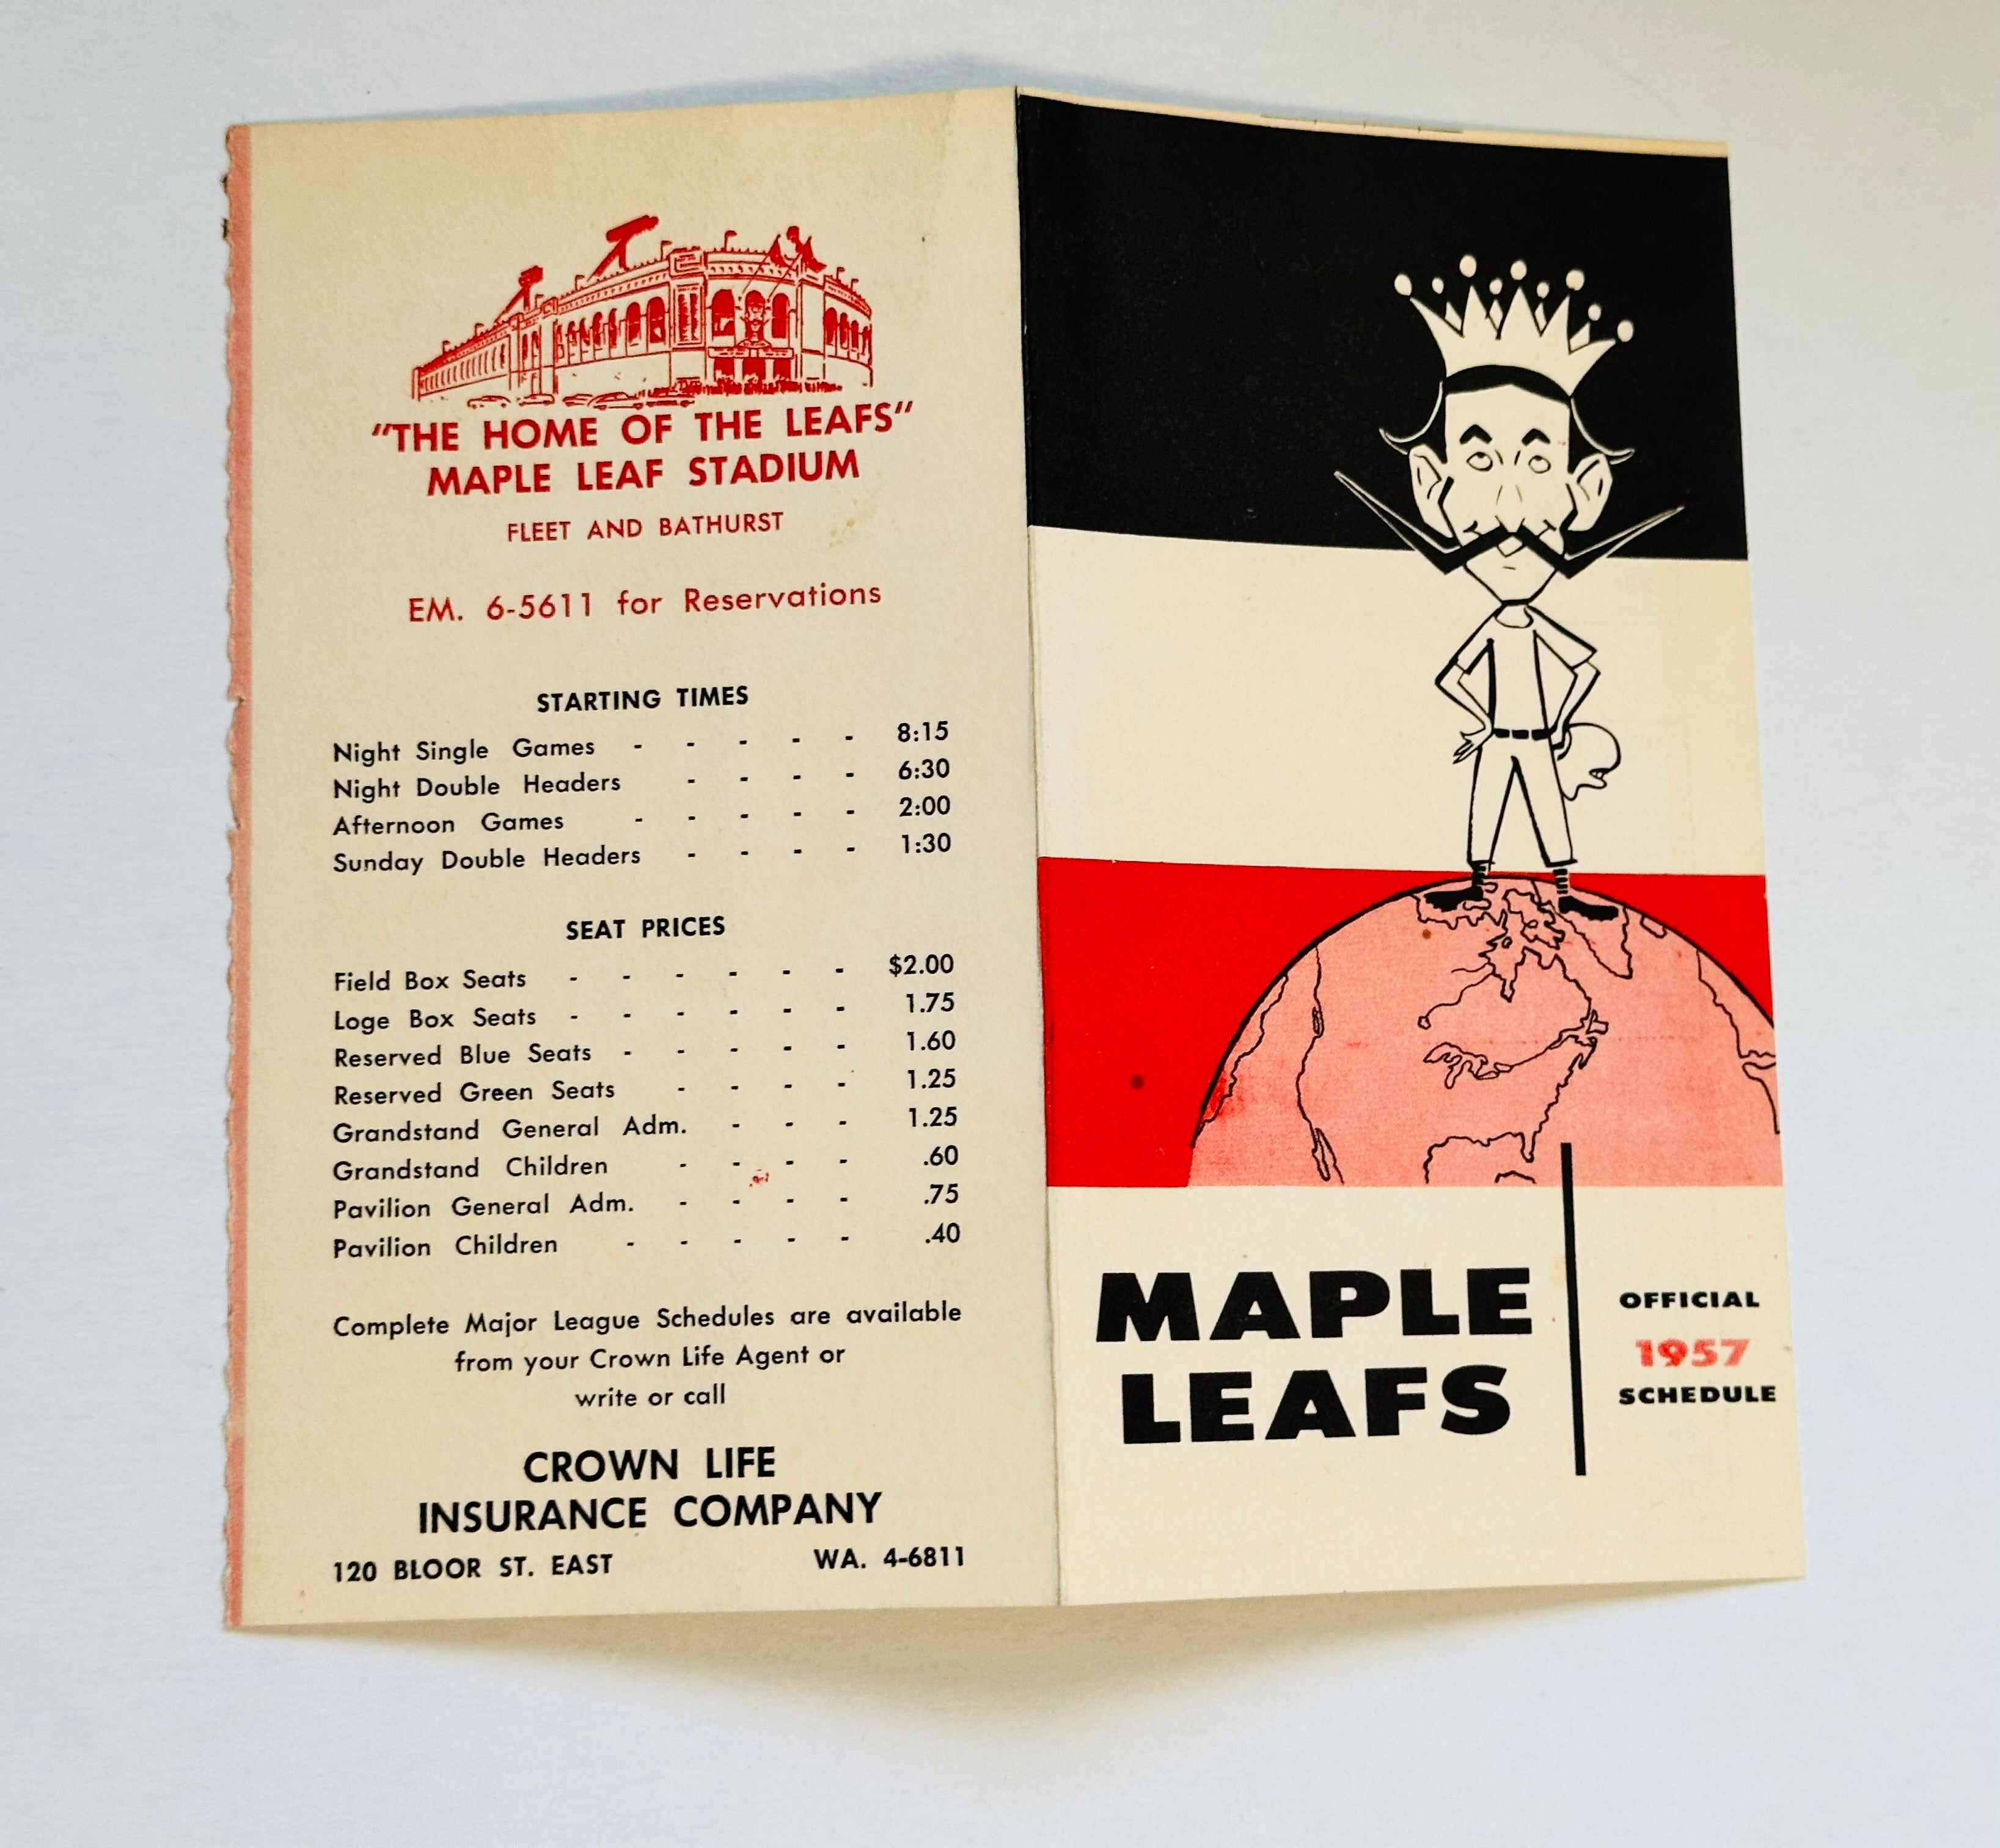 "THE HOME OF THE LEAFS"
MAPLE LEAF STADIUM
FLEET AND BATHURST
EM. 6-5611 for Reservations
STARTING TIMES
Night Single Games - - - - - 8:15
Night Double Headers - - - - 6:30
Afternoon Games - - - - - 2:00
Sunday Double Headers - - - - 1:30
SEAT PRICES
Field Box Seats - - - - - - $2.00
Loge Box Seats - - - - - - 1.75
Reserved Blue Seats - - - - - 1.60
Reserved Green Seats - - - - 1.25
Grandstand General Adm. - - - 1.25
Grandstand Children - - - - .60
Pavilion General Adm. - - - - .75
Pavilion Children - - - - - .40
Complete Major League Schedules are available
from your Crown Life Agent or
write or call
CROWN LIFE
INSURANCE COMPANY
120 BLOOR ST. EAST WA. 4-6811
MAPLE
LEAFS
OFFICIAL
1957
SCHEDULE